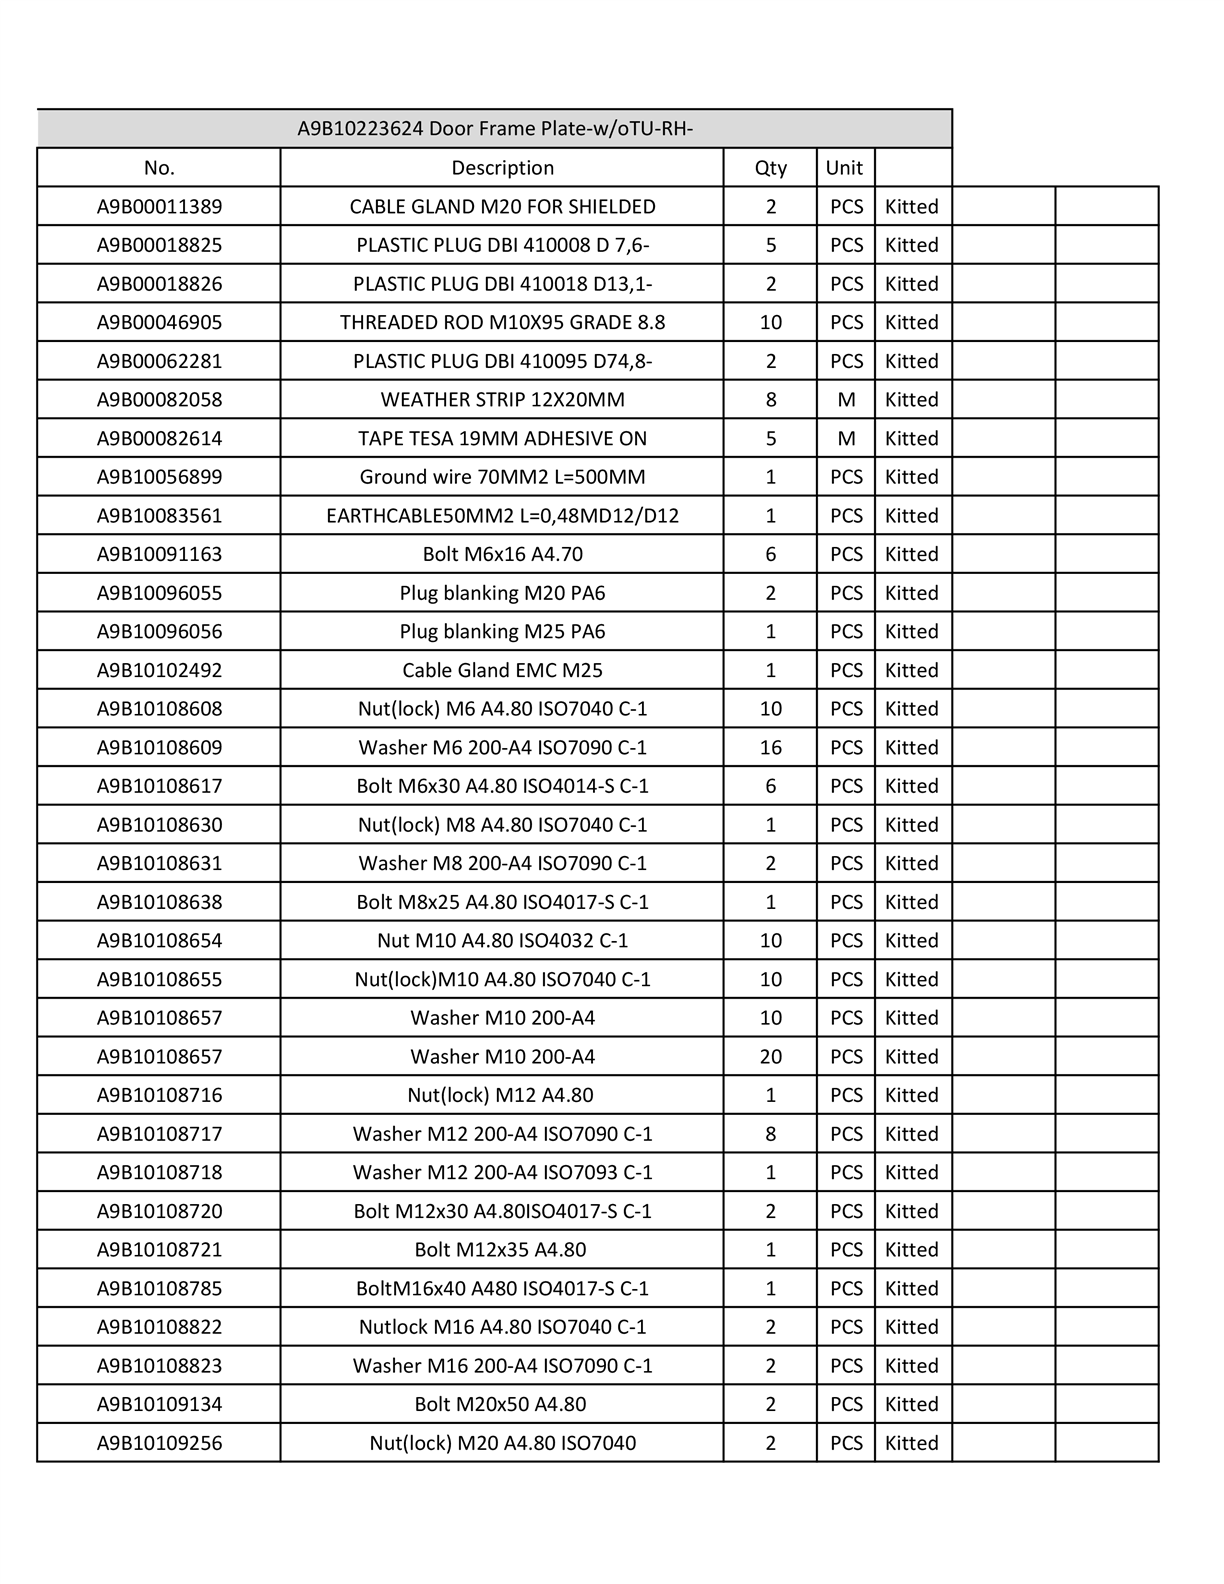 A9B10223624 Door Frame Plate-w/oTU-RH-
No. Description Qty Unit
A9B00011389 CABLE GLAND M20 FOR SHIELDED 2 PCS Kitted
A9B00018825 PLASTIC PLUG DBI 410008 D 7,6- 5 PCS Kitted
A9B00018826 PLASTIC PLUG DBI 410018 D13,1- 2 PCS Kitted
A9B00046905 THREADED ROD M10X95 GRADE 8.8 10 PCS Kitted
A9B00062281 PLASTIC PLUG DBI 410095 D74,8- 2 PCS Kitted
A9B00082058 WEATHER STRIP 12X20MM 8 M Kitted
A9B00082614 TAPE TESA 19MM ADHESIVE ON 5 M Kitted
A9B10056899 Ground wire 70MM2 L=500MM 1 PCS Kitted
A9B10083561 EARTHCABLE50MM2 L=0,48MD12/D12 1 PCS Kitted
A9B10091163 Bolt M6x16 A4.70 6 PCS Kitted
A9B10096055 Plug blanking M20 PA6 2 PCS Kitted
A9B10096056 Plug blanking M25 PA6 1 PCS Kitted
A9B10102492 Cable Gland EMC M25 1 PCS Kitted
A9B10108608 Nut(lock) M6 A4.80 ISO7040 C-1 10 PCS Kitted
A9B10108609 Washer M6 200-A4 ISO7090 C-1 16 PCS Kitted
A9B10108617 Bolt M6x30 A4.80 ISO4014-S C-1 6 PCS Kitted
A9B10108630 Nut(lock) M8 A4.80 ISO7040 C-1 1 PCS Kitted
A9B10108631 Washer M8 200-A4 ISO7090 C-1 2 PCS Kitted
A9B10108638 Bolt M8x25 A4.80 ISO4017-S C-1 1 PCS Kitted
A9B10108654 Nut M10 A4.80 ISO4032 C-1 10 PCS Kitted
A9B10108655 Nut(lock)M10 A4.80 ISO7040 C-1 10 PCS Kitted
A9B10108657 Washer M10 200-A4 10 PCS Kitted
A9B10108657 Washer M10 200-A4 20 PCS Kitted
A9B10108716 Nut(lock) M12 A4.80 1 PCS Kitted
A9B10108717 Washer M12 200-A4 ISO7090 C-1 8 PCS Kitted
A9B10108718 Washer M12 200-A4 ISO7093 C-1 1 PCS Kitted
A9B10108720 Bolt M12x30 A4.80ISO4017-S C-1 2 PCS Kitted
A9B10108721 Bolt M12x35 A4.80 1 PCS Kitted
A9B10108785 BoltM16x40 A480 ISO4017-S C-1 1 PCS Kitted
A9B10108822 Nutlock M16 A4.80 ISO7040 C-1 2 PCS Kitted
A9B10108823 Washer M16 200-A4 ISO7090 C-1 2 PCS Kitted
A9B10109134 Bolt M20x50 A4.80 2 PCS Kitted
A9B10109256 Nut(lock) M20 A4.80 ISO7040 2 PCS Kitted